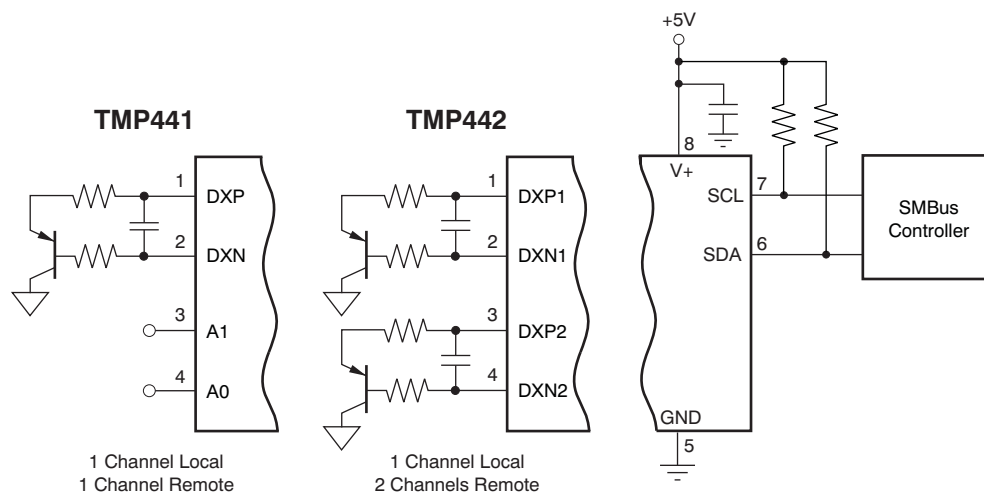 TMP441
1
DXP
2
DXN
3
A1
4
A0
1 Channel Local
1 Channel Remote
TMP442
1
DXP1
2
DXN1
3
DXP2
4
DXN2
1 Channel Local
2 Channels Remote
+5V
8
V+
SCL
7
SDA
6
GND
5
SMBus
Controller